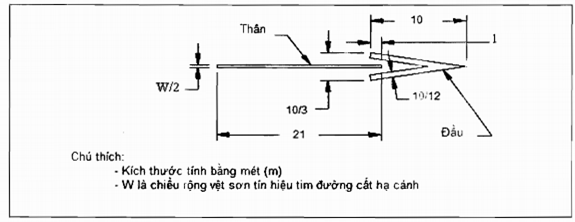 10
Thân
1
W/2
10/3
10/12
21
Đầu
Chú thích:
- Kích thước tính bằng mét (m)
- W là chiều rộng vệt sơn tín hiệu tim đường cất hạ cánh